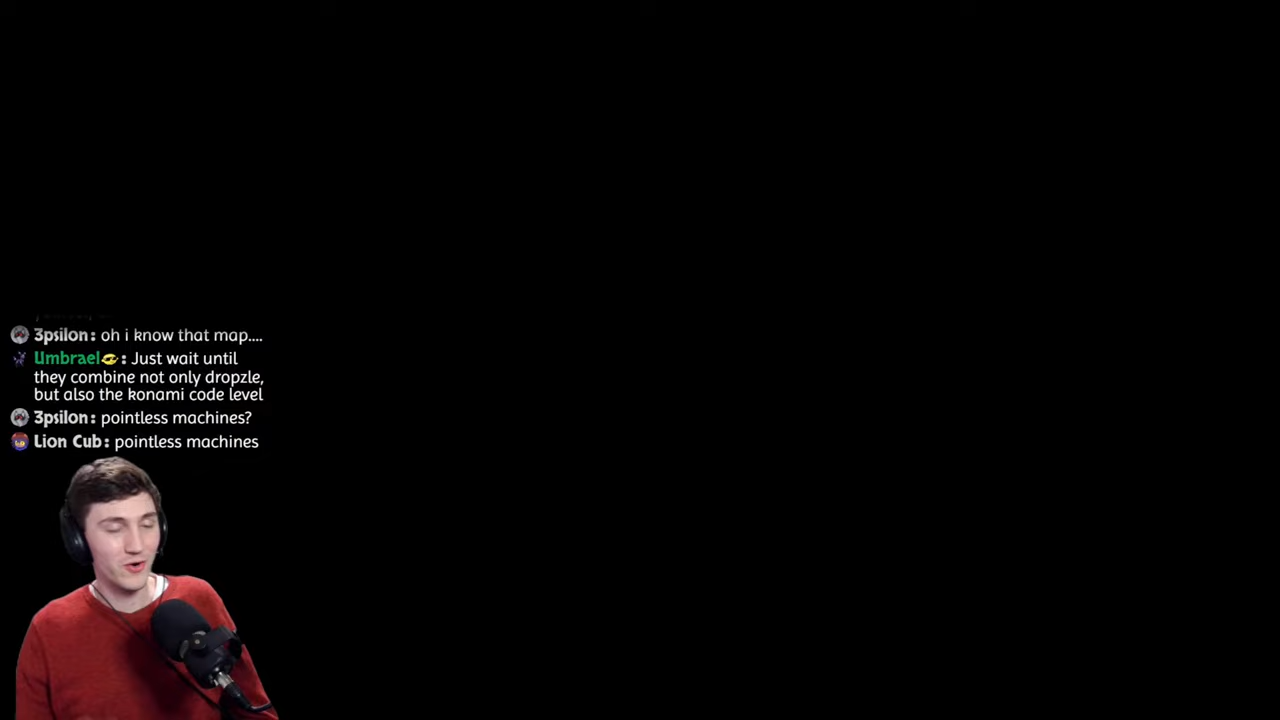 3psilon: oh i know that map....
Umbrael: Just wait until
they combine not only dropzle,
but also the konami code level
3psilon: pointless machines?
Lion Cub: pointless machines